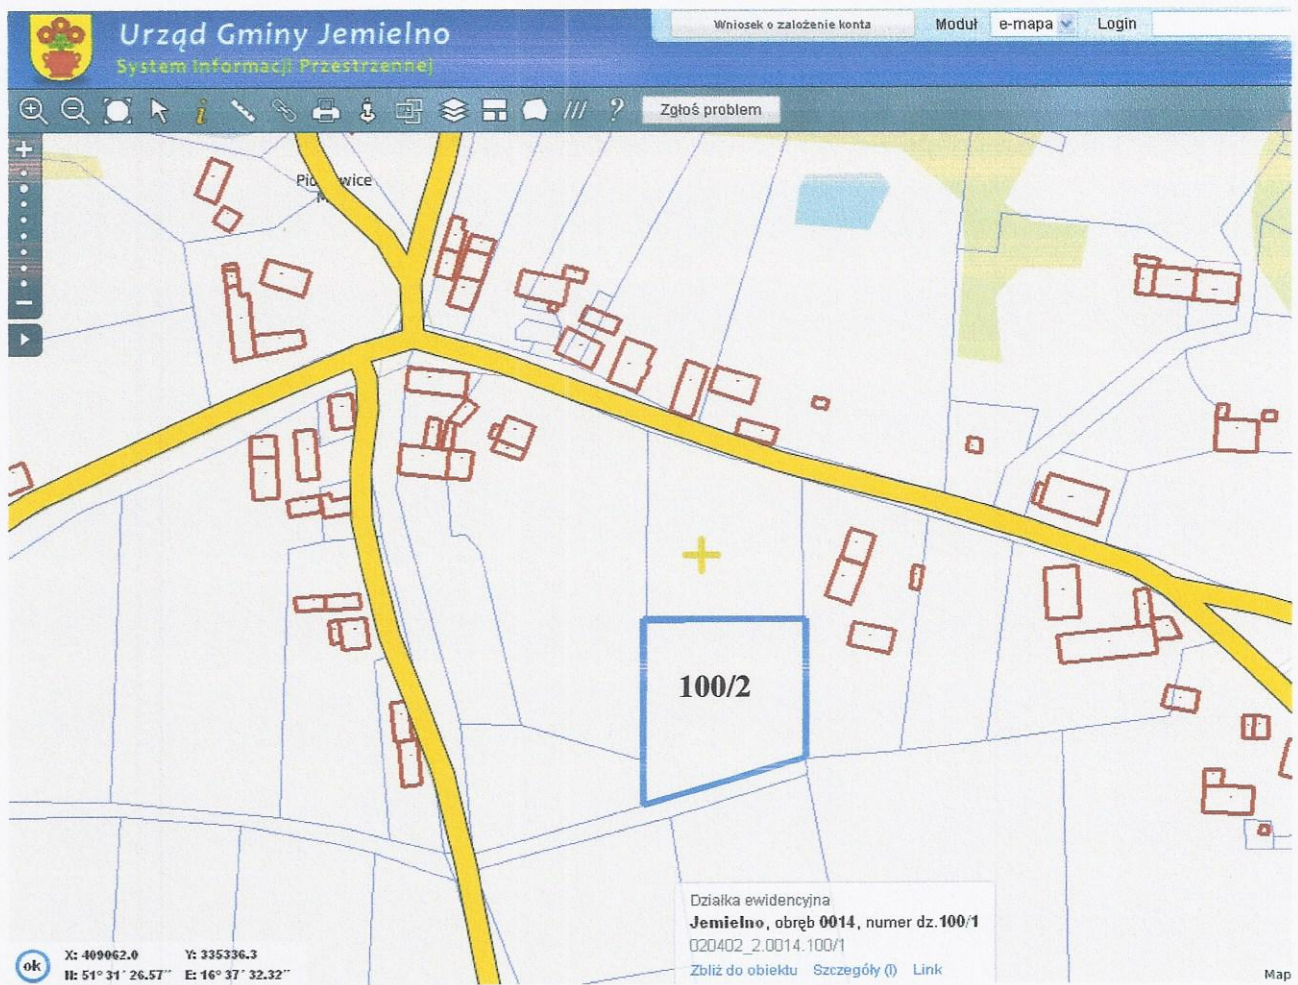 Urząd Gminy Jemielno
System Informacji Przestrzennej
Wniosek o założenie konta
Moduł e-mapa Login
Zgłoś problem
100/2
Działka ewidencyjna
Jemielno, obręb 0014, numer dz.100/1
020402_2.0014.100/1
Zbliż do obiektu Szczegóły (i) Link
ok
X: 409062.0 Y: 335336.3
N: 51° 31' 26.57" E: 16° 37' 32.32"
Map